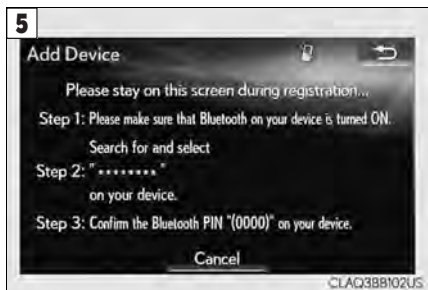 5
Add Device
Please stay on this screen during registration...
Step 1: Please make sure that Bluetooth on your device is turned ON.
Search for and select
Step 2: "********"
on your device.
Step 3: Confirm the Bluetooth PIN "(0000)" on your device.
Cancel
CLAQ3BB102US